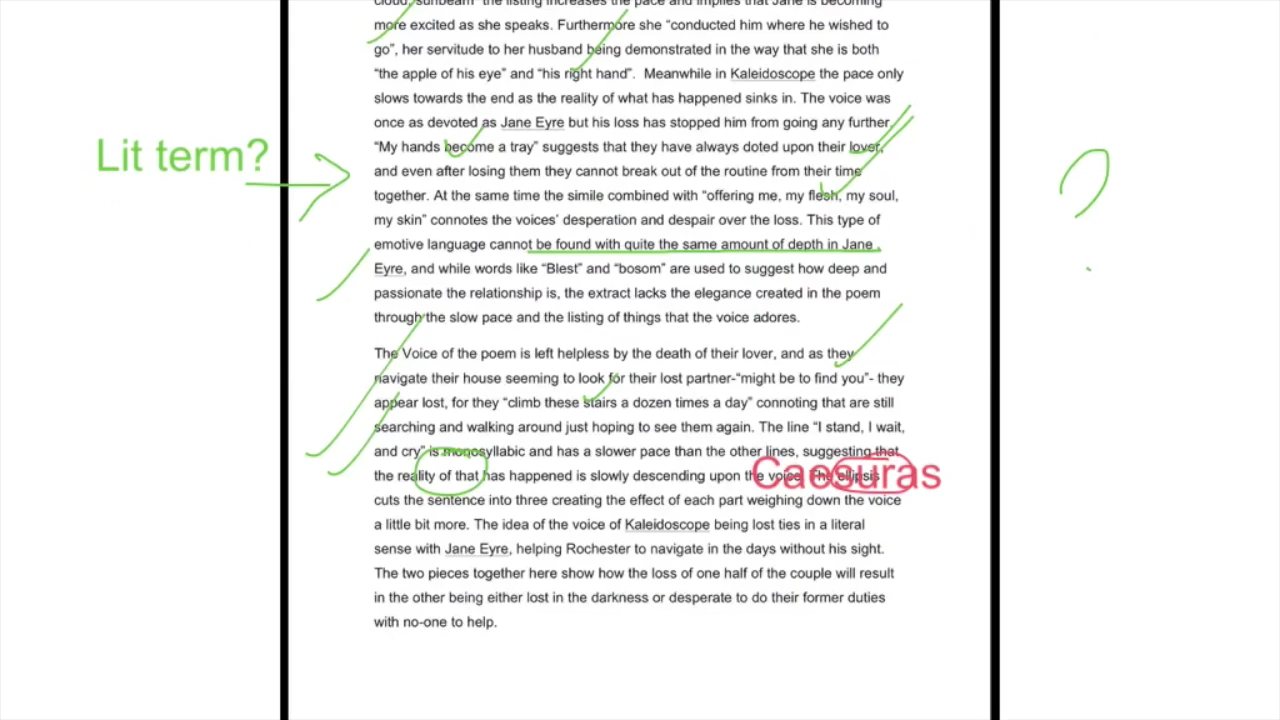 cloud, sunbeam" the listing increases the pace and implies that Jane is becoming
more excited as she speaks. Furthermore she “conducted him where he wished to
go”, her servitude to her husband being demonstrated in the way that she is both
“the apple of his eye” and “his right hand”. Meanwhile in Kaleidoscope the pace only
slows towards the end as the reality of what has happened sinks in. The voice was
once as devoted as Jane Eyre but his loss has stopped him from going any further,
Lit term?
“My hands become a tray” suggests that they have always doted upon their lover,
and even after losing them they cannot break out of the routine from their time
together. At the same time the simile combined with “offering me, my flesh, my soul,
my skin” connotes the voices’ desperation and despair over the loss. This type of
emotive language cannot be found with quite the same amount of depth in Jane
Eyre, and while words like “Blest” and “bosom” are used to suggest how deep and
passionate the relationship is, the extract lacks the elegance created in the poem
through the slow pace and the listing of things that the voice adores.
?
The Voice of the poem is left helpless by the death of their lover, and as they
navigate their house seeming to look for their lost partner-“might be to find you”- they
appear lost, for they “climb these stairs a dozen times a day” connoting that are still
searching and walking around just hoping to see them again. The line “I stand, I wait,
and cry” is monosyllabic and has a slower pace than the other lines, suggesting that
the reality of that has happened is slowly descending upon the voice. The ellipsis
Caesuras
cuts the sentence into three creating the effect of each part weighing down the voice
a little bit more. The idea of the voice of Kaleidoscope being lost ties in a literal
sense with Jane Eyre, helping Rochester to navigate in the days without his sight.
The two pieces together here show how the loss of one half of the couple will result
in the other being either lost in the darkness or desperate to do their former duties
with no-one to help.